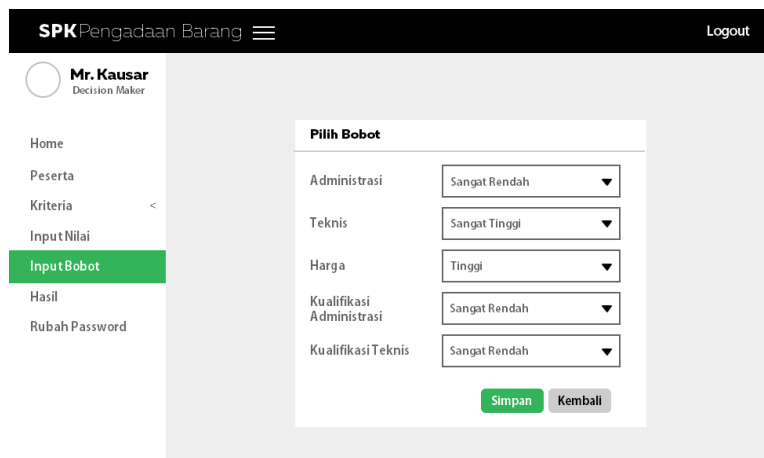 SPKPengadaan Barang
Logout
Mr. Kausar
Decision Maker
Home
Peserta
Kriteria <
Input Nilai
Input Bobot
Hasil
Rubah Password
Pilih Bobot
Administrasi Sangat Rendah
Teknis Sangat Tinggi
Harga Tinggi
Kualifikasi
Administrasi Sangat Rendah
Kualifikasi Teknis Sangat Rendah
Simpan Kembali